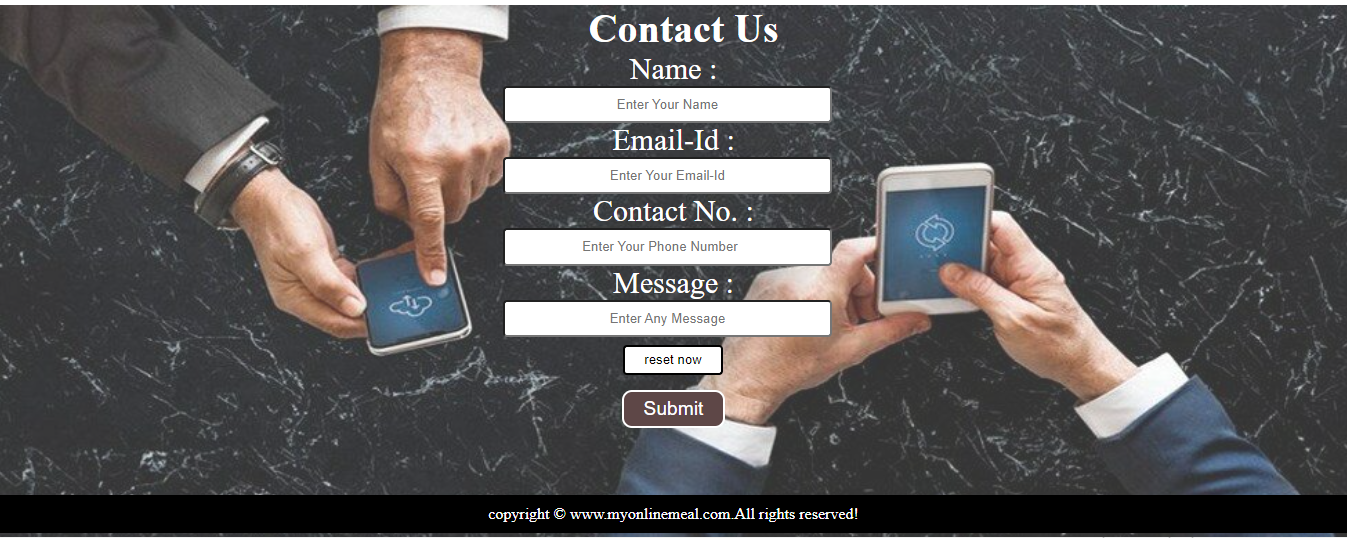 Contact Us
Name :
Enter Your Name
Email-Id :
Enter Your Email-Id
Contact No. :
Enter Your Phone Number
Message :
Enter Any Message
reset now
Submit
copyright © www.myonlinemeal.com.All rights reserved!